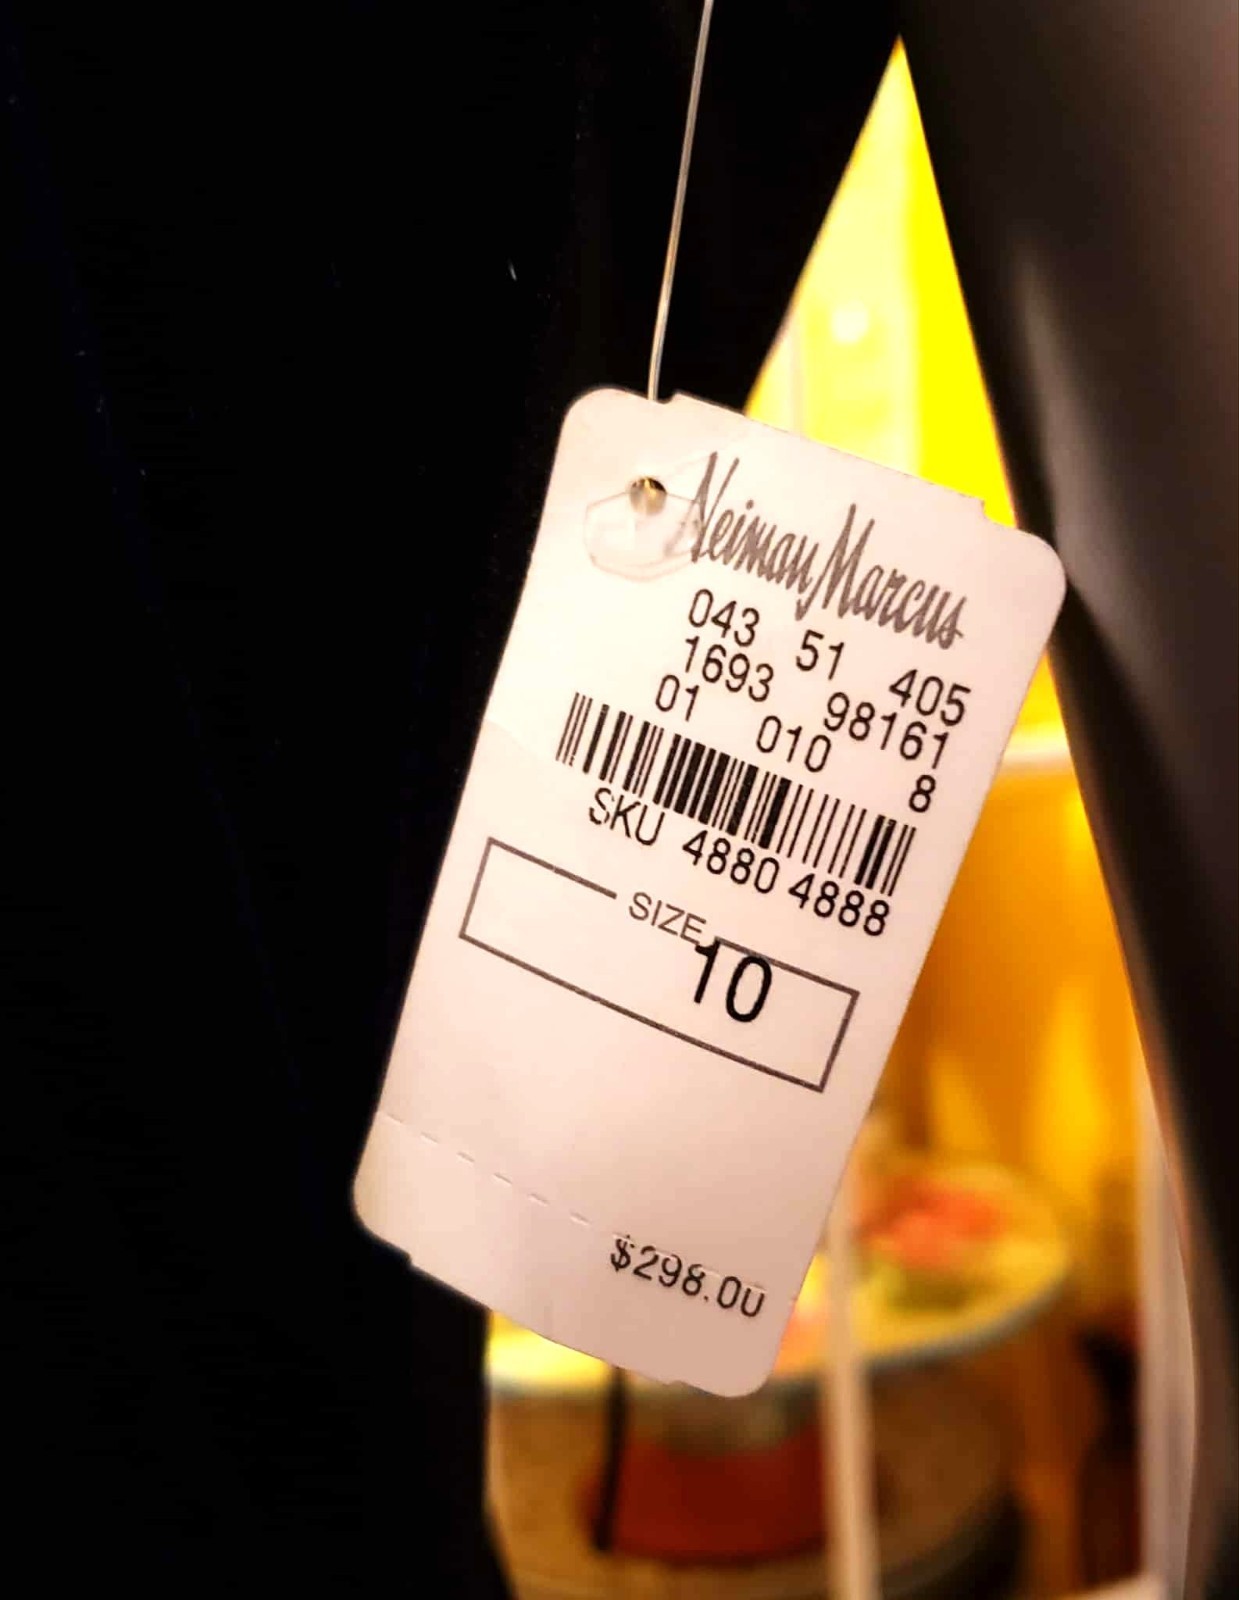 Neiman Marcus
043 51 405
1693 98161
01 010 8
SKU 4880 4888
SIZE
10
$298.00